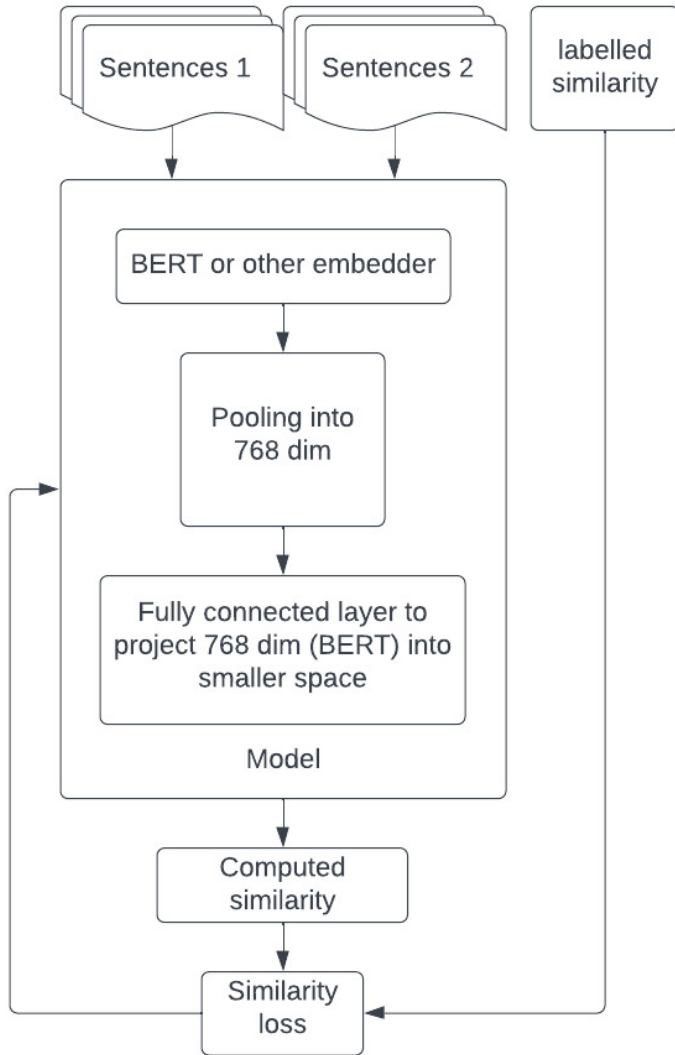 Sentences 1
Sentences 2
labelled
similarity
BERT or other embedder
Pooling into
768 dim
Fully connected layer to
project 768 dim (BERT) into
smaller space
Model
Computed
similarity
Similarity
loss